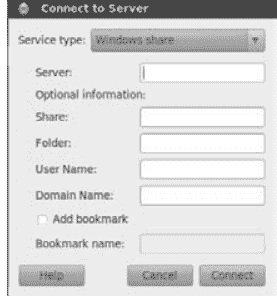 Connect to Server
Service type: Windows share
Server:
Optional information:
Share:
Folder:
User Name:
Domain Name:
Add bookmark
Bookmark name:
Help Cancel Connect